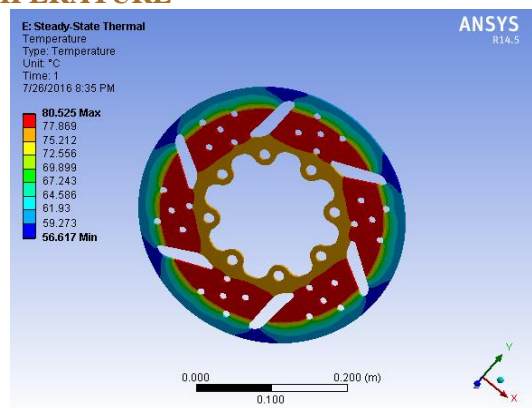 E: Steady-State Thermal
Temperature
Type: Temperature
Unit: °C
Time: 1
7/26/2016 8:35 PM
ANSYS
R14.5
80.525 Max
77.869
75.212
72.556
69.899
67.243
64.586
61.93
59.273
56.617 Min
0.000
0.200 (m)
0.100
Y
X